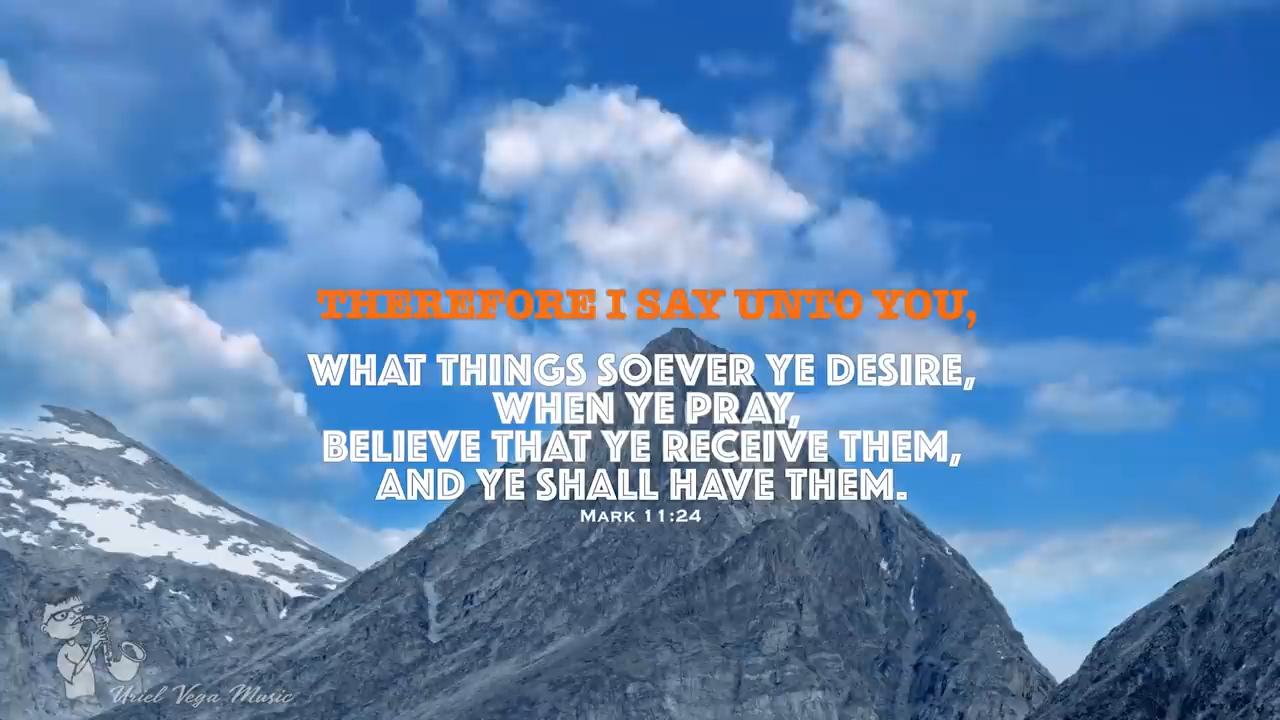 THEREFORE I SAY UNTO YOU,
WHAT THINGS SOEVER YE DESIRE,
WHEN YE PRAY,
BELIEVE THAT YE RECEIVE THEM,
AND YE SHALL HAVE THEM.
MARK 11:24
Uriel Vega Music